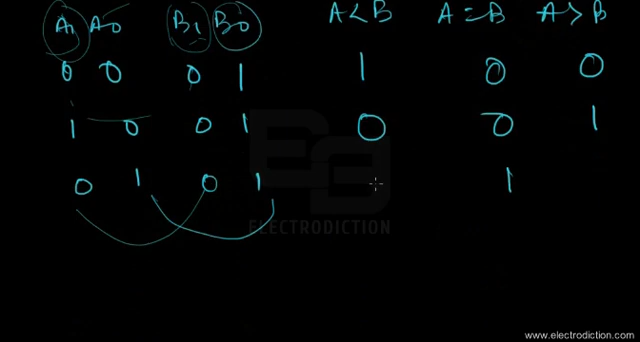 A1 A0 B1 B0 A<B A=B A>B
0 0 0 1 1 0 0
1 0 0 1 0 0 1
0 1 0 1 1
ELECTRODICTION
www.electrodiction.com